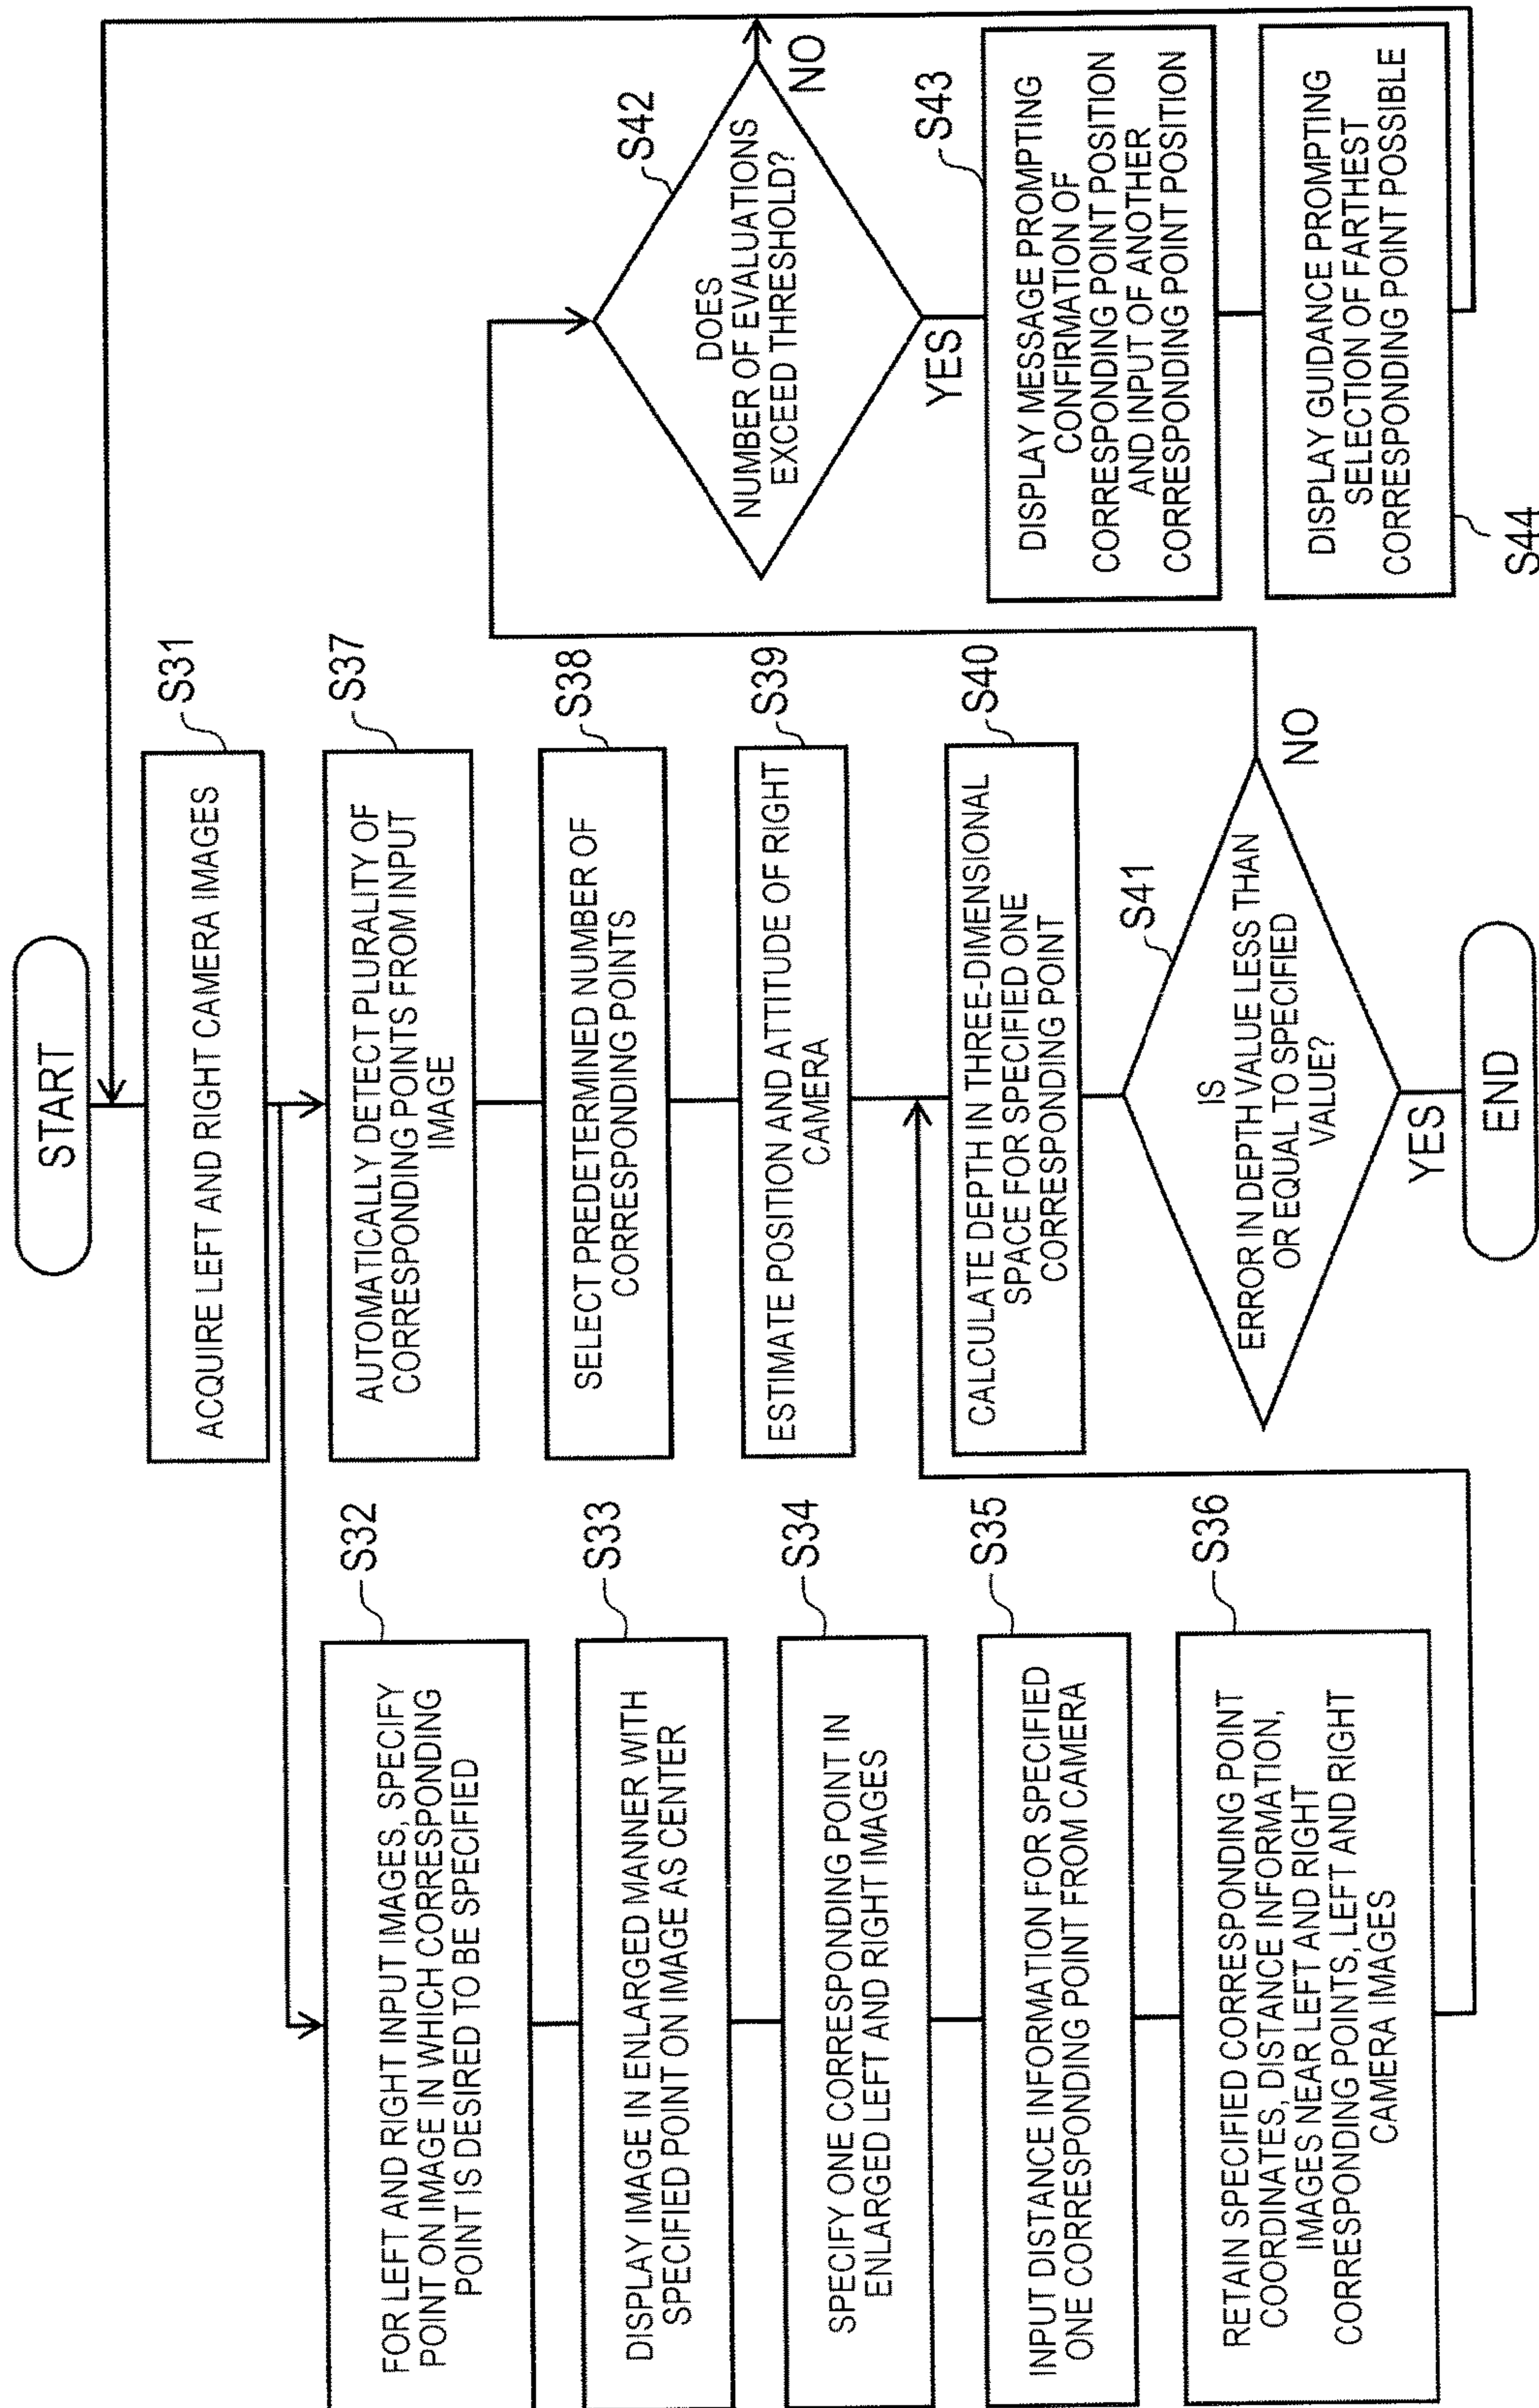 START
ACQUIRE LEFT AND RIGHT CAMERA IMAGES
S31
FOR LEFT AND RIGHT INPUT IMAGES, SPECIFY
POINT ON IMAGE IN WHICH CORRESPONDING
POINT IS DESIRED TO BE SPECIFIED
S32
DISPLAY IMAGE IN ENLARGED MANNER WITH
SPECIFIED POINT ON IMAGE AS CENTER
S33
SPECIFY ONE CORRESPONDING POINT IN
ENLARGED LEFT AND RIGHT IMAGES
S34
INPUT DISTANCE INFORMATION FOR SPECIFIED
ONE CORRESPONDING POINT FROM CAMERA
S35
RETAIN SPECIFIED CORRESPONDING POINT
COORDINATES, DISTANCE INFORMATION,
IMAGES NEAR LEFT AND RIGHT
CORRESPONDING POINTS, LEFT AND RIGHT
CAMERA IMAGES
S36
AUTOMATICALLY DETECT PLURALITY OF
CORRESPONDING POINTS FROM INPUT
IMAGE
S37
SELECT PREDETERMINED NUMBER OF
CORRESPONDING POINTS
S38
ESTIMATE POSITION AND ATTITUDE OF RIGHT
CAMERA
S39
CALCULATE DEPTH IN THREE-DIMENSIONAL
SPACE FOR SPECIFIED ONE
CORRESPONDING POINT
S40
IS
ERROR IN DEPTH VALUE LESS THAN
OR EQUAL TO SPECIFIED
VALUE?
S41
NO
YES
END
DOES
NUMBER OF EVALUATIONS
EXCEED THRESHOLD?
S42
NO
YES
DISPLAY MESSAGE PROMPTING
CONFIRMATION OF
CORRESPONDING POINT POSITION
AND INPUT OF ANOTHER
CORRESPONDING POINT POSITION
S43
DISPLAY GUIDANCE PROMPTING
SELECTION OF FARTHEST
CORRESPONDING POINT POSSIBLE
S44